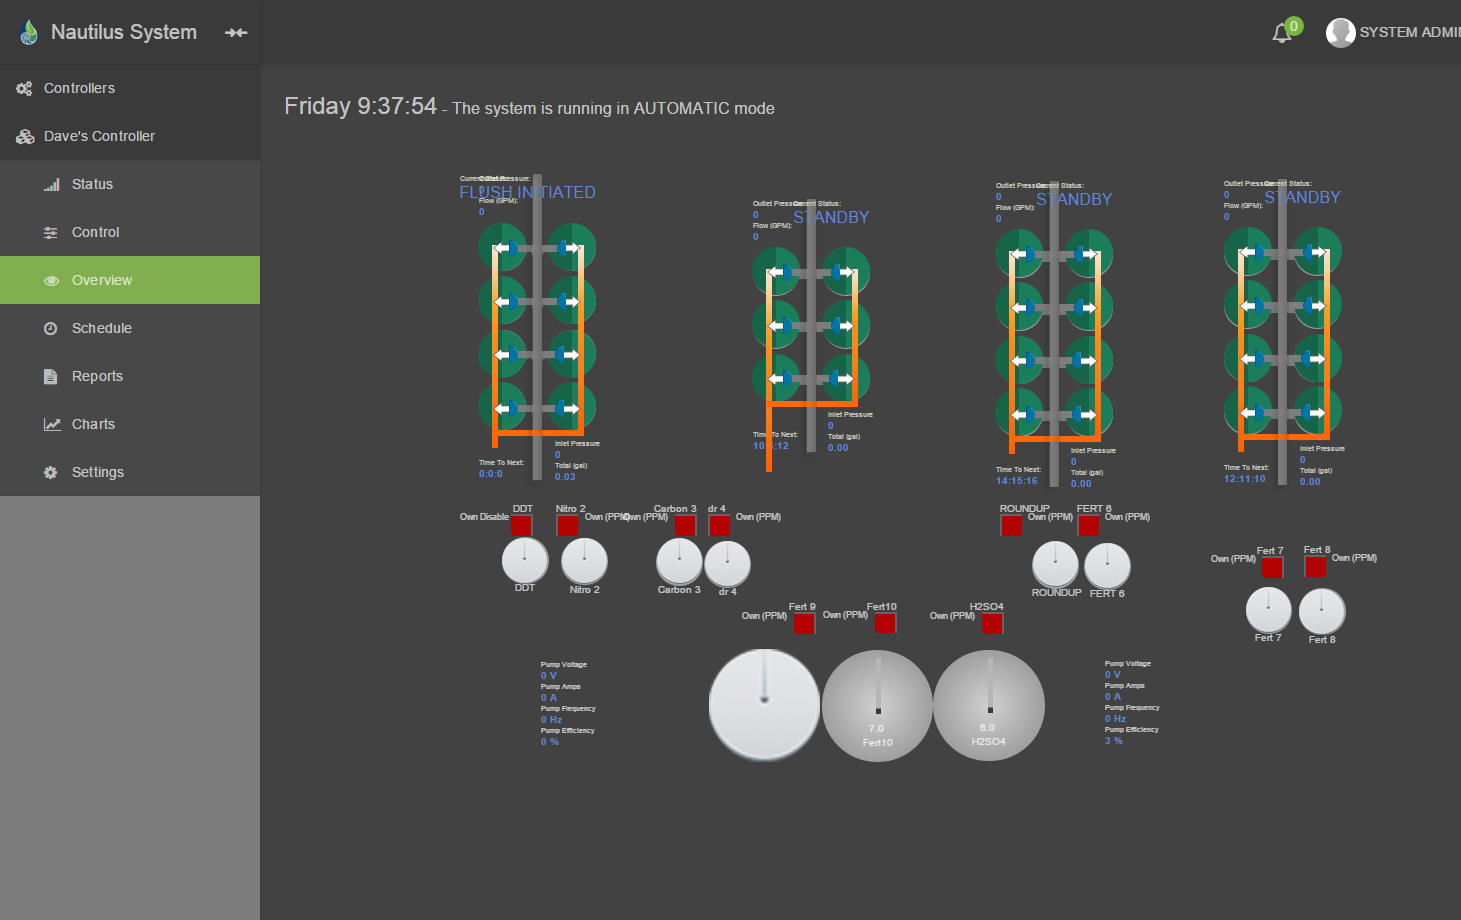 Nautilus System
0
SYSTEM ADMI
Controllers
Dave's Controller
Status
Control
Overview
Schedule
Reports
Charts
Settings
Friday 9:37:54 - The system is running in AUTOMATIC mode
Outlet Pressure:
0
FLUSH INITIATED
Flow (GPM):
0
Inlet Pressure
0
Time To Next:
0:0:0
Total (gal)
0.03
Outlet Pressure
Current Status:
0
STANDBY
Flow (GPM):
0
Inlet Pressure
0
To Next:
:12
Total (gal)
0.00
Outlet Pressure
Current Status:
0
STANDBY
Flow (GPM):
0
Inlet Pressure
0
Time To Next:
14:15:16
Total (gal)
0.00
Outlet Pressure
Current Status:
0
STANDBY
Flow (GPM):
0
Inlet Pressure
0
Time To Next:
12:11:10
Total (gal)
0.00
DDT
Nitro 2
Own Disable
Own (PPM)
DDT
Nitro 2
Carbon 3
dr 4
Own (PPM)
Own (PPM)
Carbon 3
dr 4
ROUNDUP
FERT 6
Own (PPM)
Own (PPM)
ROUNDUP
FERT 6
Fert 7
Fert 8
Own (PPM)
Own (PPM)
Fert 7
Fert 8
Fert 9
Fert10
H2SO4
Own (PPM)
Own (PPM)
Own (PPM)
7.0
Fert10
6.0
H2SO4
Pump Voltage
0 V
Pump Amps
0 A
Pump Frequency
0 Hz
Pump Efficiency
0 %
Pump Voltage
0 V
Pump Amps
0 A
Pump Frequency
0 Hz
Pump Efficiency
3 %